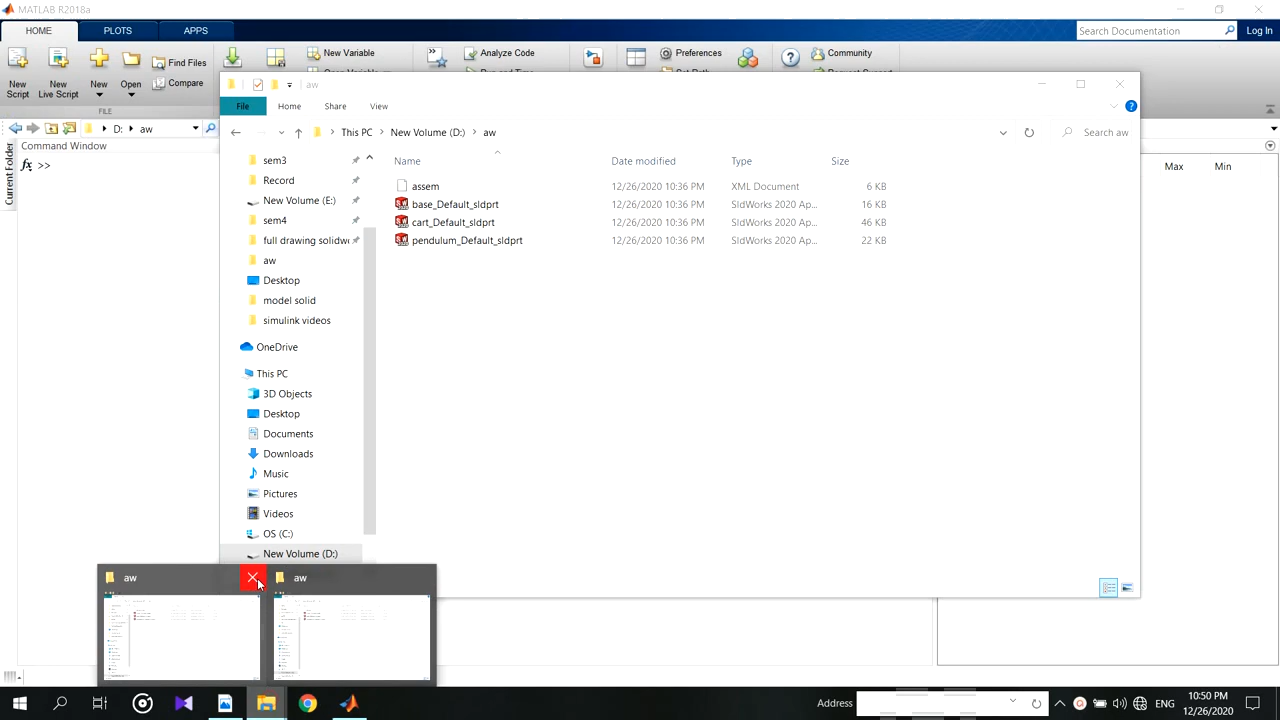 MATLAB R2018a
HOME
PLOTS
APPS
Search Documentation
Log In
New Script
New Live Script
New
Open
Find Files
Compare
New Variable
Analyze Code
Preferences
Community
FILE
D:
aw
Command Window
fx >>
Current Folder
Max
Min
aw
File
Home
Share
View
This PC
New Volume (D:)
aw
Search aw
Name
Date modified
Type
Size
assem 12/26/2020 10:36 PM XML Document 6 KB
base_Default_sldprt 12/26/2020 10:36 PM SldWorks 2020 Ap... 16 KB
cart_Default_sldprt 12/26/2020 10:36 PM SldWorks 2020 Ap... 46 KB
pendulum_Default_sldprt 12/26/2020 10:36 PM SldWorks 2020 Ap... 22 KB
sem3
Record
New Volume (E:)
sem4
full drawing solidw
aw
Desktop
model solid
simulink videos
OneDrive
This PC
3D Objects
Desktop
Documents
Downloads
Music
Pictures
Videos
OS (C:)
New Volume (D:)
aw
aw
Address
ENG
10:50 PM
12/26/2020